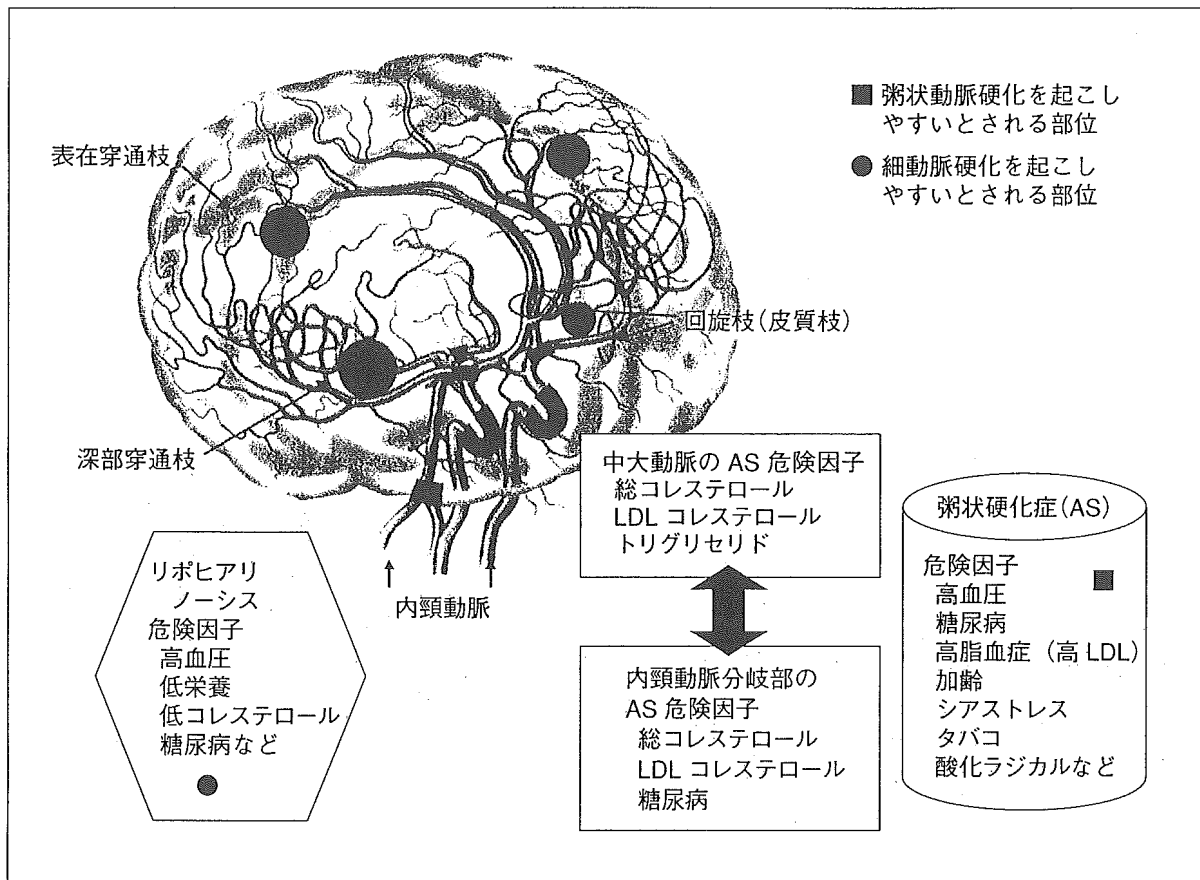 ■ 粥状動脈硬化を起こし
やすいとされる部位
● 細動脈硬化を起こし
やすいとされる部位
表在穿通枝
回旋枝(皮質枝)
深部穿通枝
内頸動脈
リポヒアリ
ノーシス
危険因子
高血圧
低栄養
低コレステロール
糖尿病など
中大動脈の AS 危険因子
総コレステロール
LDL コレステロール
トリグリセリド
内頸動脈分岐部の
AS 危険因子
総コレステロール
LDL コレステロール
糖尿病
粥状硬化症(AS)
危険因子
高血圧
糖尿病
高脂血症 (高 LDL)
加齢
シアストレス
タバコ
酸化ラジカルなど